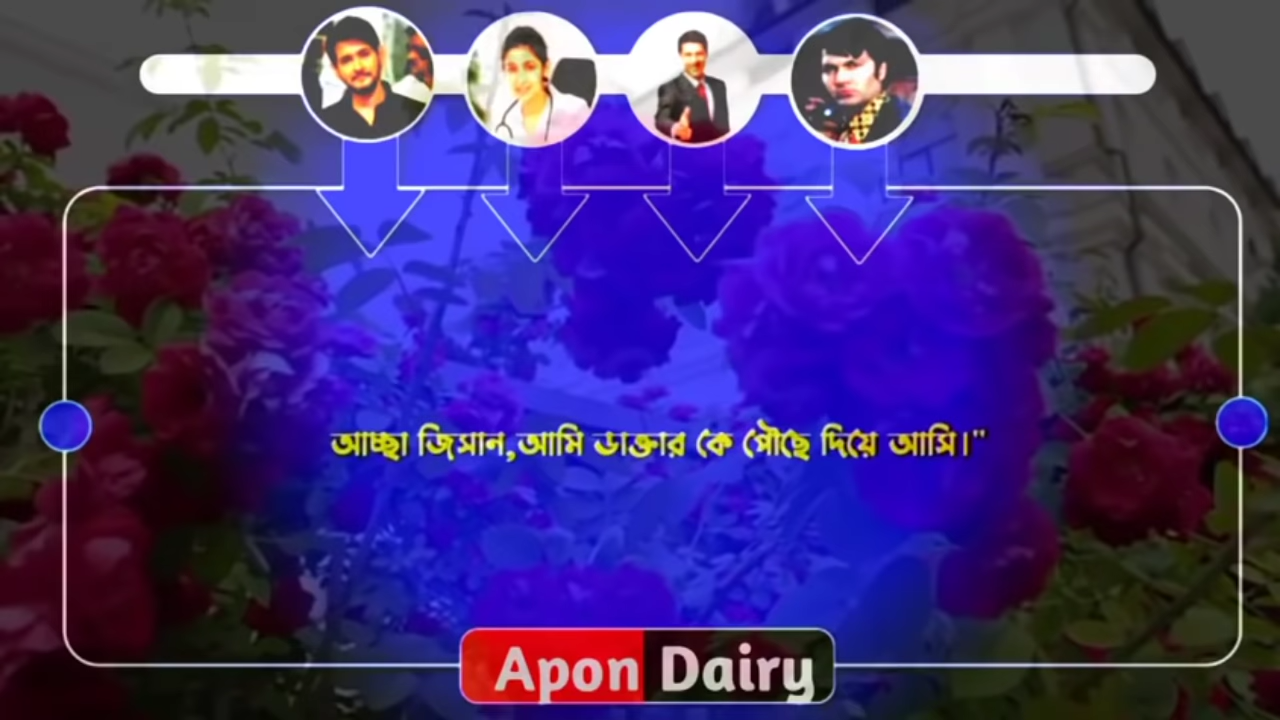 আচ্ছা জিসান,আমি ডাক্তার কে পৌছে দিয়ে আসি।"
Apon Dairy